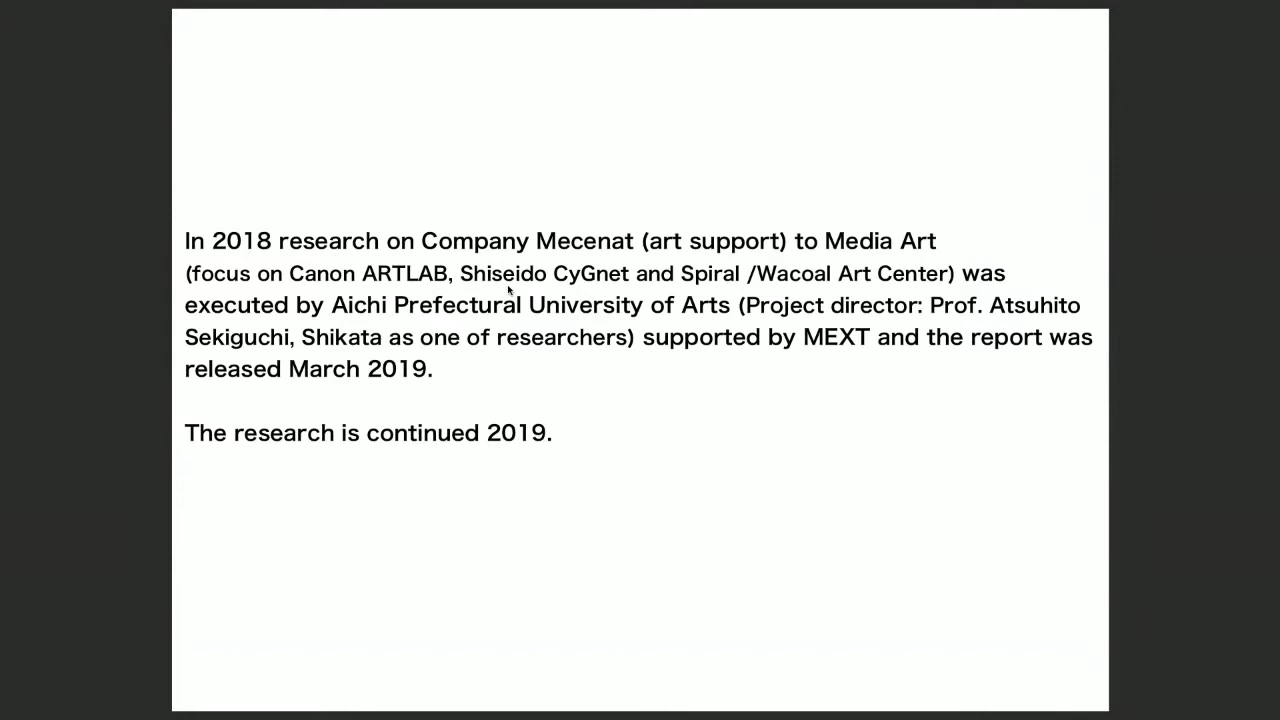 In 2018 research on Company Mecenat (art support) to Media Art
(focus on Canon ARTLAB, Shiseido CyGnet and Spiral /Wacoal Art Center) was
executed by Aichi Prefectural University of Arts (Project director: Prof. Atsuhito
Sekiguchi, Shikata as one of researchers) supported by MEXT and the report was
released March 2019.
The research is continued 2019.